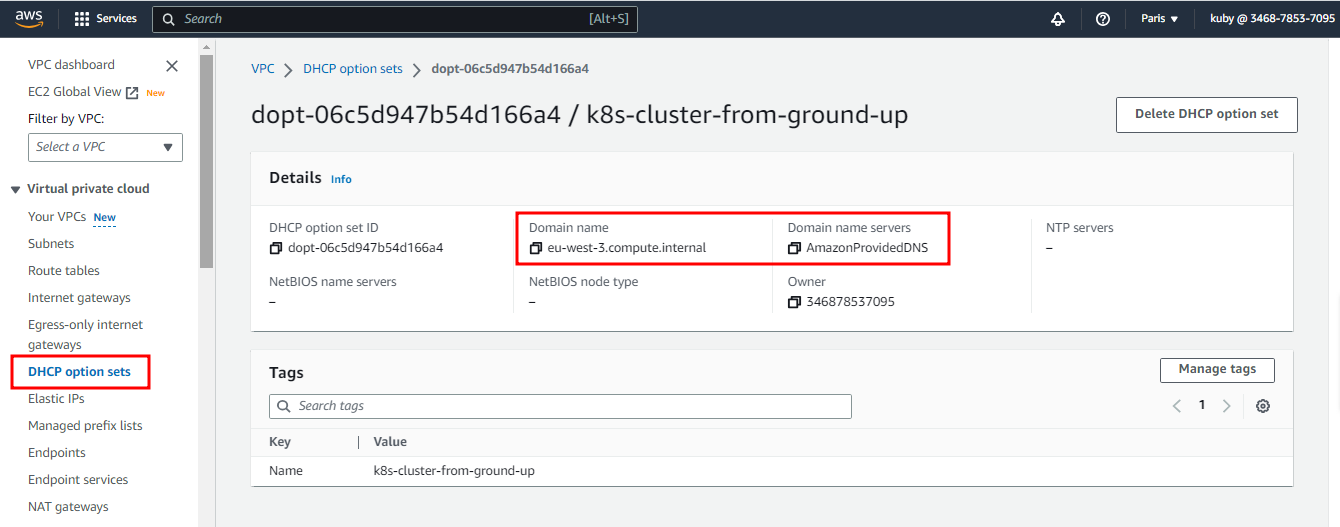 aws
Services
Search
[Alt+S]
Paris ▼
kuby @ 3468-7853-7095
VPC dashboard
EC2 Global View
New
Filter by VPC:
Select a VPC
Virtual private cloud
Your VPCs New
Subnets
Route tables
Internet gateways
Egress-only internet
gateways
DHCP option sets
Elastic IPs
Managed prefix lists
Endpoints
Endpoint services
NAT gateways
VPC > DHCP option sets > dopt-06c5d947b54d166a4
dopt-06c5d947b54d166a4 / k8s-cluster-from-ground-up
Delete DHCP option set
Details Info
DHCP option set ID
dopt-06c5d947b54d166a4
Domain name
eu-west-3.compute.internal
Domain name servers
AmazonProvidedDNS
NTP servers
–
NetBIOS name servers
–
NetBIOS node type
–
Owner
346878537095
Tags
Manage tags
Search tags
1
Key
Value
Name
k8s-cluster-from-ground-up